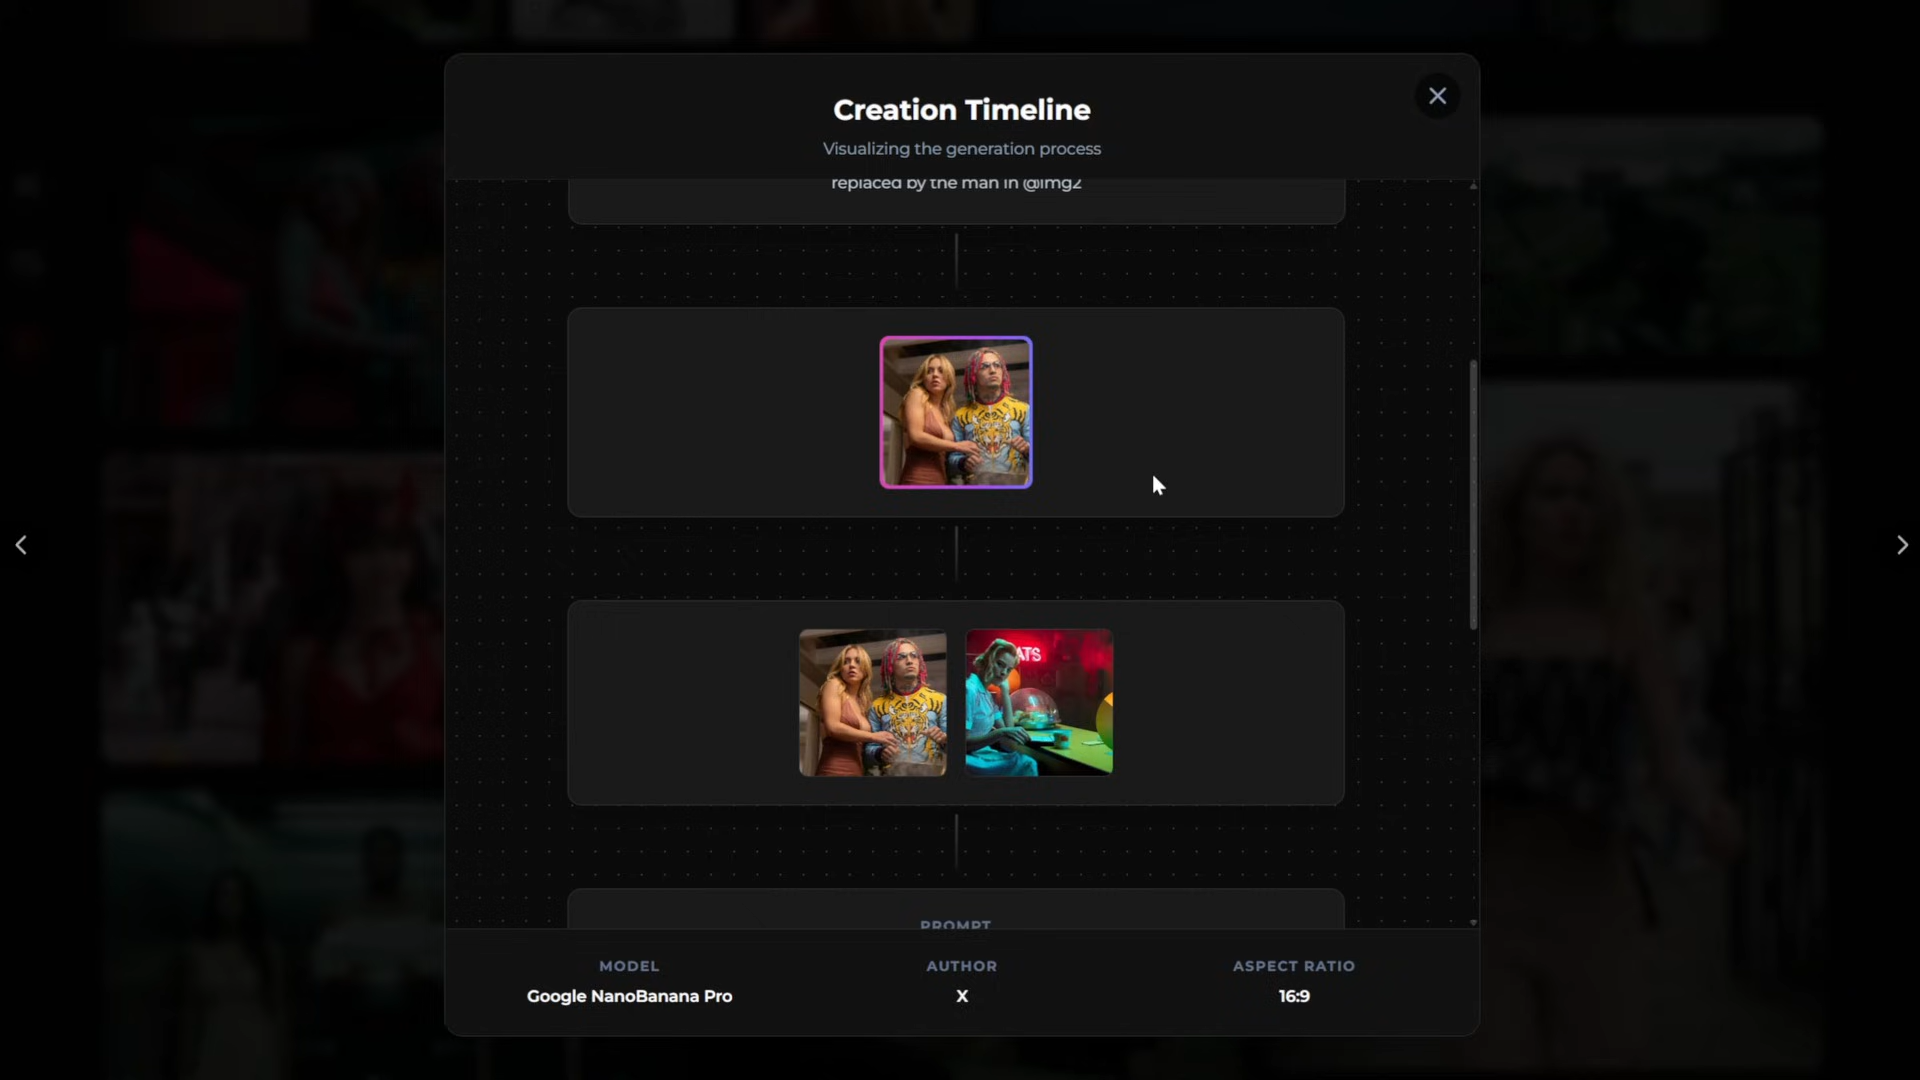 Creation Timeline
Visualizing the generation process
replaced by the man in @img2
ATS
PROMPT
MODEL
Google NanoBanana Pro
AUTHOR
X
ASPECT RATIO
16:9